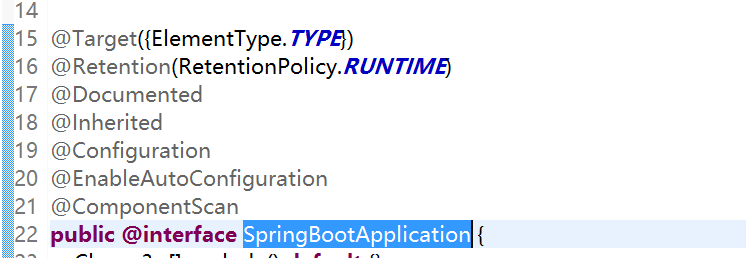 14
15 @Target({ElementType.TYPE})
16 @Retention(RetentionPolicy.RUNTIME)
17 @Documented
18 @Inherited
19 @Configuration
20 @EnableAutoConfiguration
21 @ComponentScan
22 public @interface SpringBootApplication {